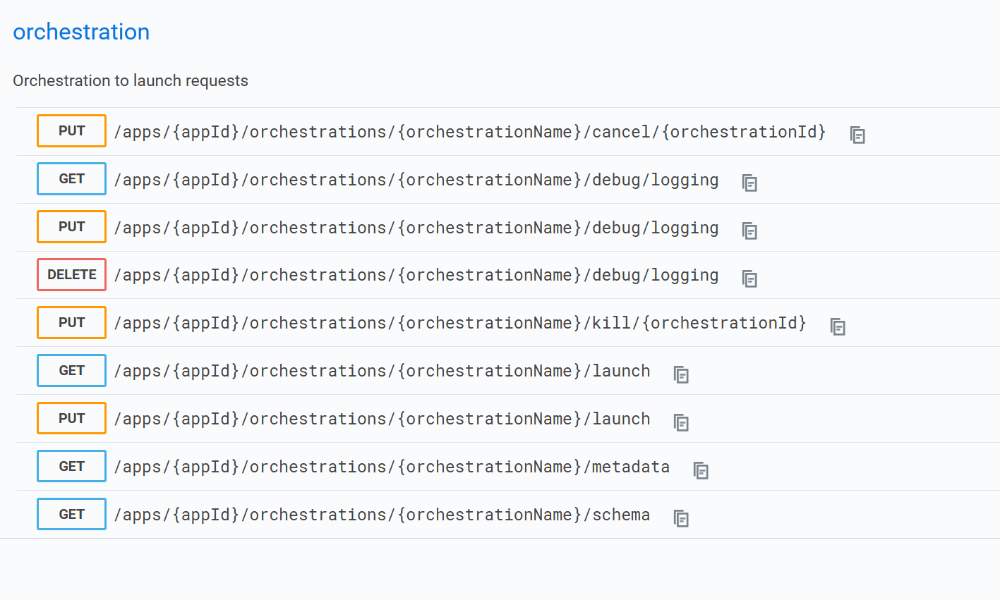 orchestration
Orchestration to launch requests
PUT /apps/{appId}/orchestrations/{orchestrationName}/cancel/{orchestrationId}
GET /apps/{appId}/orchestrations/{orchestrationName}/debug/logging
PUT /apps/{appId}/orchestrations/{orchestrationName}/debug/logging
DELETE /apps/{appId}/orchestrations/{orchestrationName}/debug/logging
PUT /apps/{appId}/orchestrations/{orchestrationName}/kill/{orchestrationId}
GET /apps/{appId}/orchestrations/{orchestrationName}/launch
PUT /apps/{appId}/orchestrations/{orchestrationName}/launch
GET /apps/{appId}/orchestrations/{orchestrationName}/metadata
GET /apps/{appId}/orchestrations/{orchestrationName}/schema